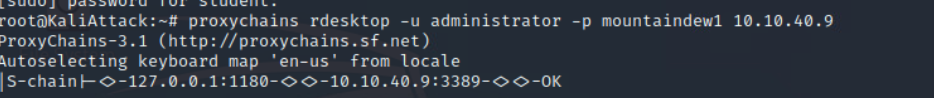 [sudo] password for student:
root@KaliAttack:~# proxychains rdesktop -u administrator -p mountaindew1 10.10.40.9
ProxyChains-3.1 (http://proxychains.sf.net)
Autoselecting keyboard map 'en-us' from locale
|S-chain|-<>-127.0.0.1:1180-<><>-10.10.40.9:3389-<><>-OK